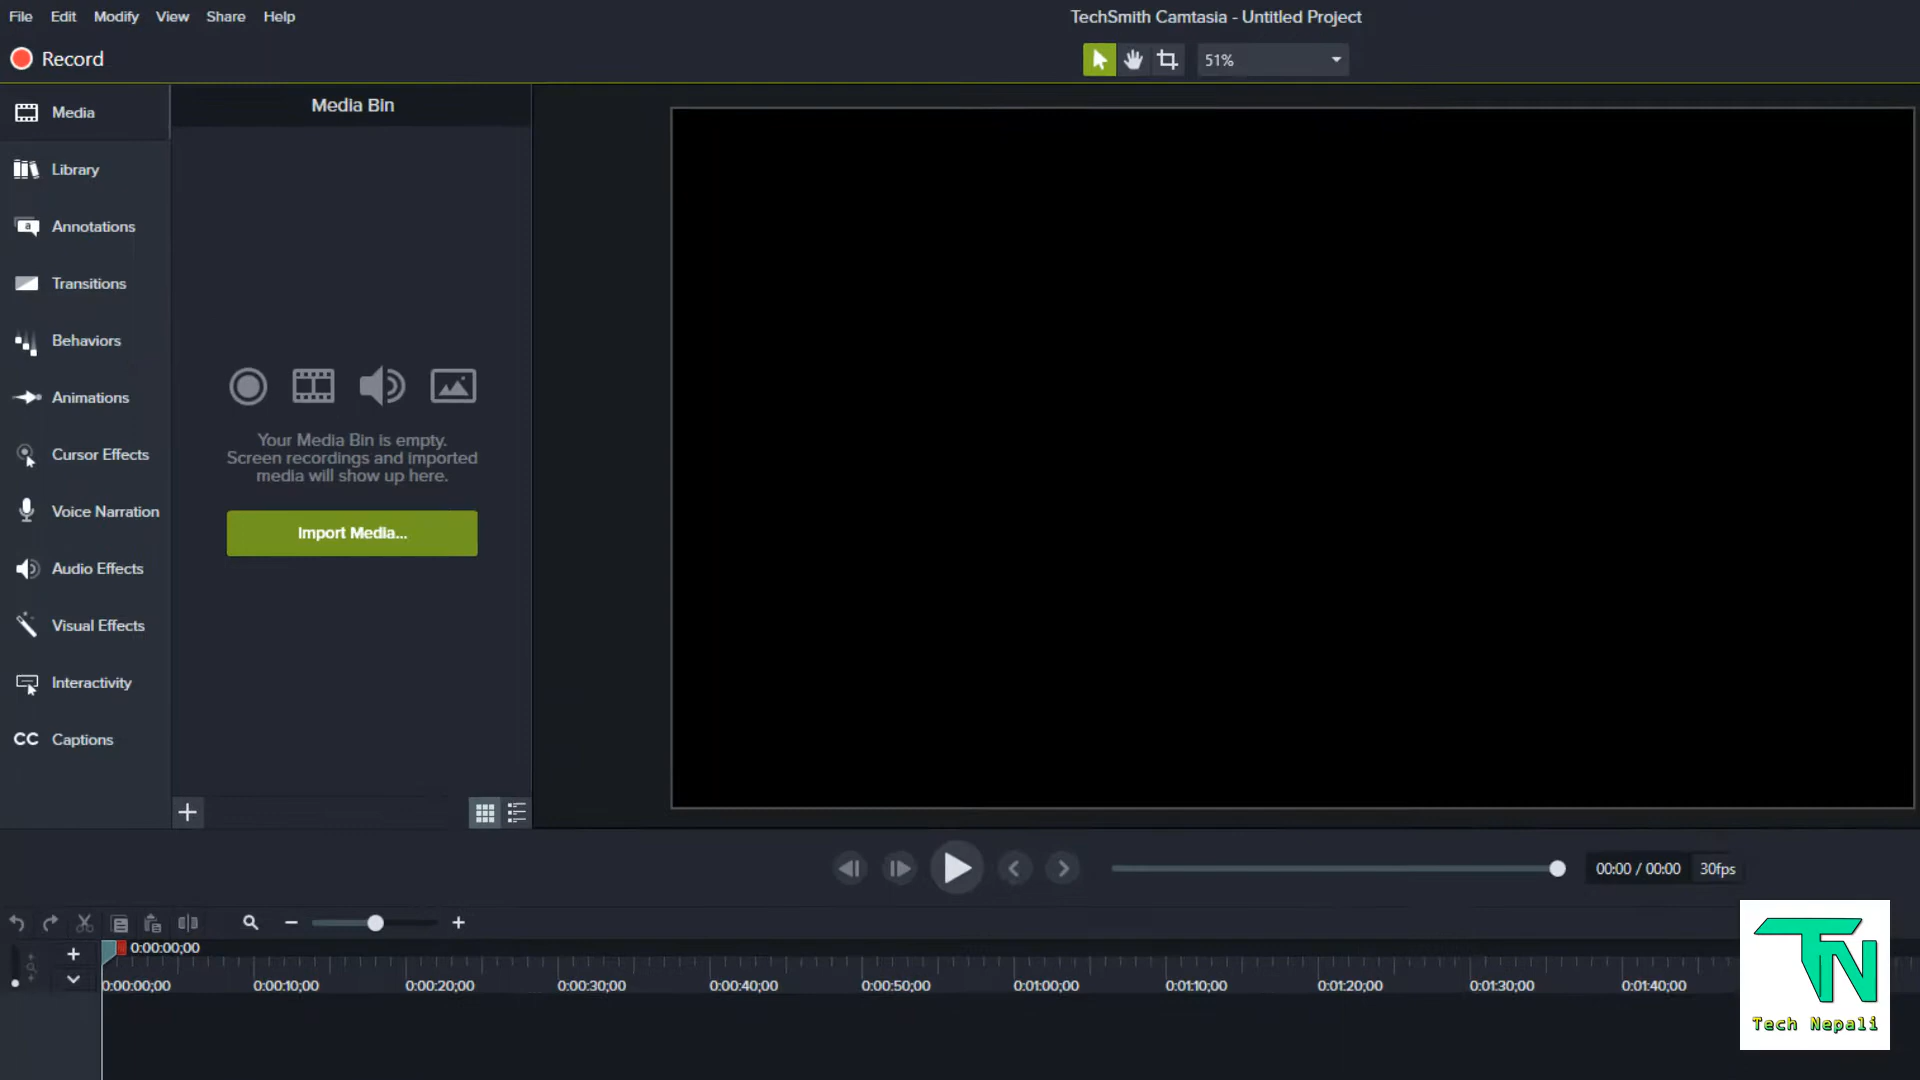 File Edit Modify View Share Help
TechSmith Camtasia - Untitled Project
Record
51%
Media
Media Bin
Library
Annotations
Transitions
Behaviors
Animations
Cursor Effects
Voice Narration
Audio Effects
Visual Effects
Interactivity
CC Captions
Your Media Bin is empty.
Screen recordings and imported
media will show up here.
Import Media...
00:00 / 00:00 30fps
0:00:00;00
0:00:00;00 0:00:10;00 0:00:20;00 0:00:30;00 0:00:40;00 0:00:50;00 0:01:00;00 0:01:10;00 0:01:20;00 0:01:30;00 0:01:40;00
TN
Tech Nepali